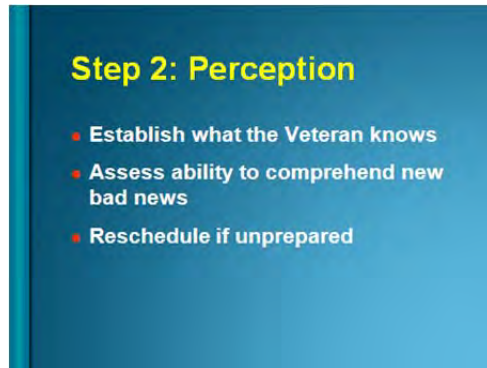 Step 2: Perception
• Establish what the Veteran knows
• Assess ability to comprehend new
bad news
• Reschedule if unprepared